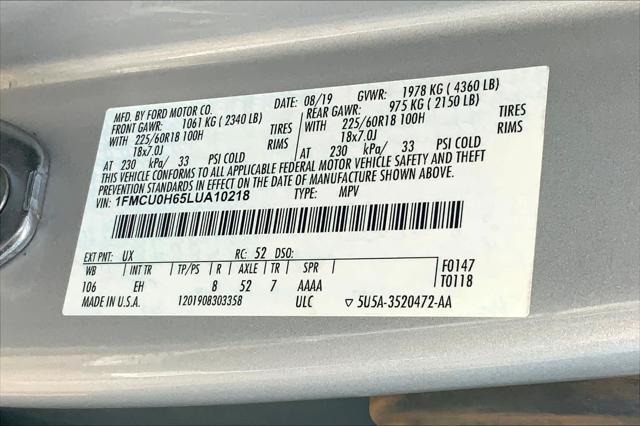 MFD. BY FORD MOTOR CO. DATE: 08/19 GVWR: 1978 KG ( 4360 LB)
FRONT GAWR: 1061 KG ( 2340 LB) REAR GAWR: 975 KG ( 2150 LB)
WITH 225/60R18 100H TIRES WITH 225/60R18 100H TIRES
18x7.0J RIMS 18x7.0J RIMS
AT 230 kPa/ 33 PSI COLD AT 230 kPa/ 33 PSI COLD
THIS VEHICLE CONFORMS TO ALL APPLICABLE FEDERAL MOTOR VEHICLE SAFETY AND THEFT
PREVENTION STANDARDS IN EFFECT ON THE DATE OF MANUFACTURE SHOWN ABOVE.
VIN: 1FMCU0H65LUA10218 TYPE: MPV
EXT PNT: UX RC: 52 DSO:
WB INT TR TP/PS R AXLE TR SPR F0147
106 EH 8 52 7 AAAA T0118
MADE IN U.S.A. 1201908303358 ULC ▽ 5U5A-3520472-AA